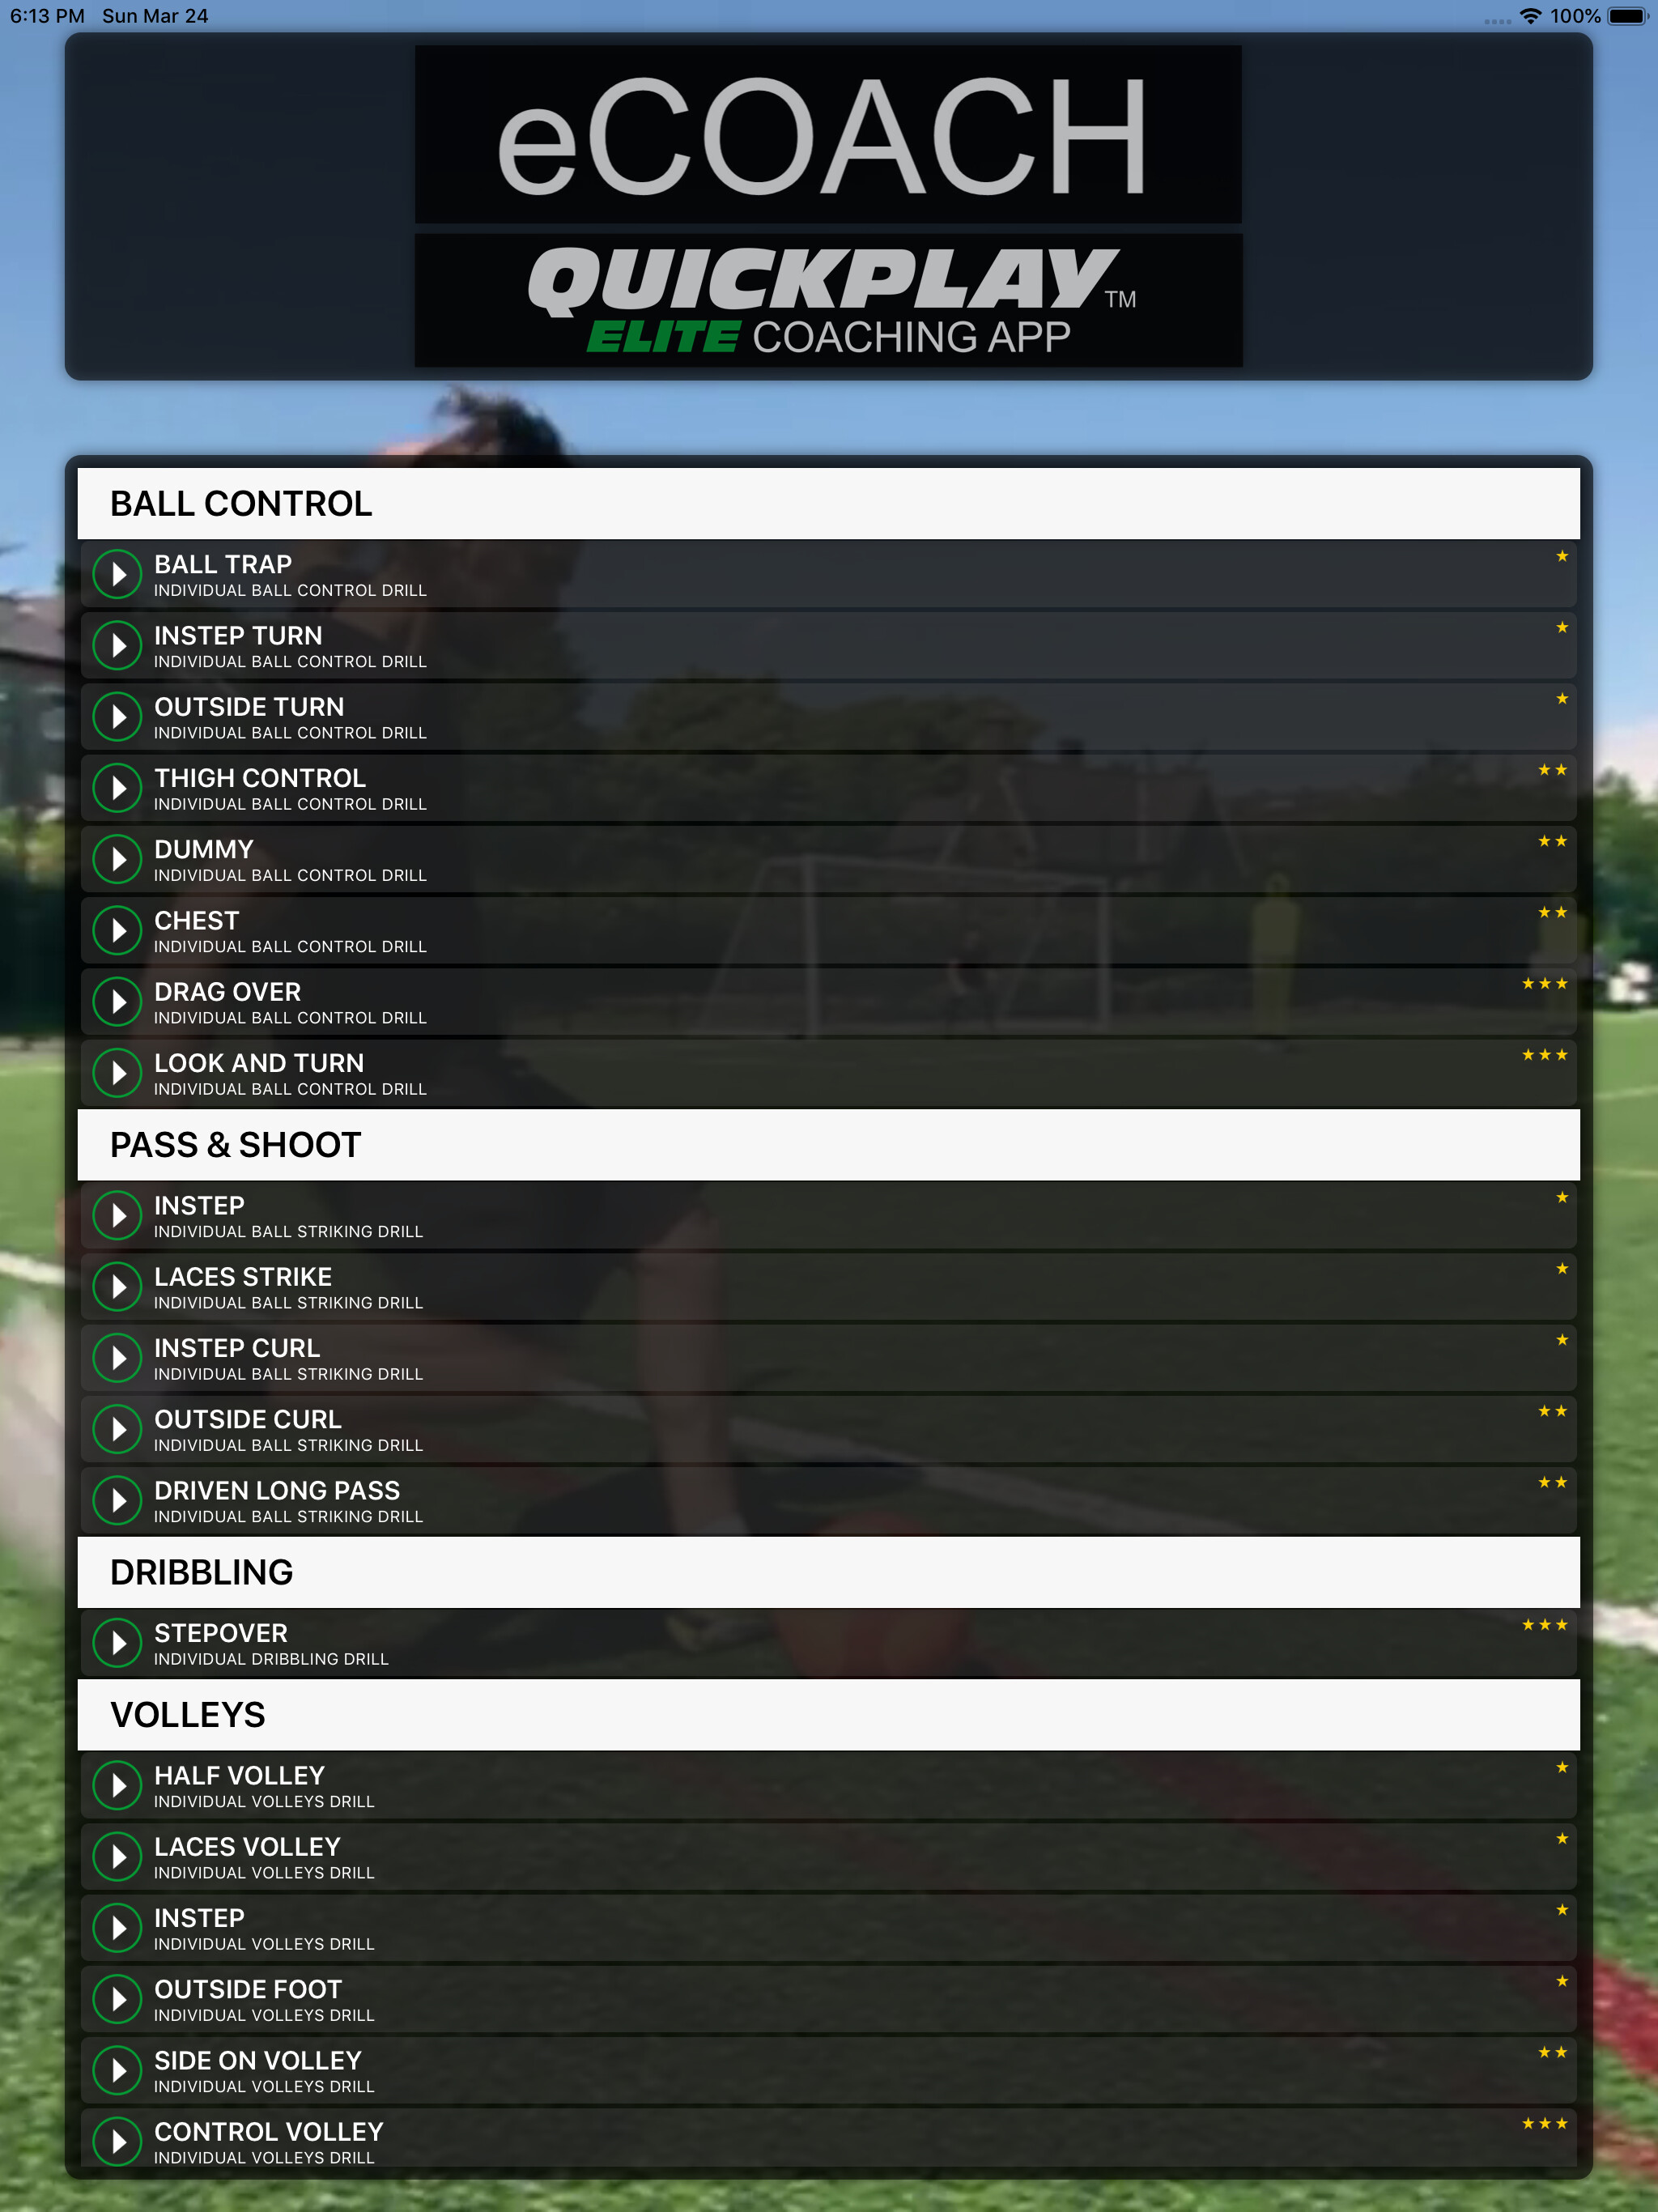 6:13 PM Sun Mar 24 100%
eCOACH
QUICKPLAY TM
ELITE COACHING APP
BALL CONTROL
BALL TRAP
INDIVIDUAL BALL CONTROL DRILL
INSTEP TURN
INDIVIDUAL BALL CONTROL DRILL
OUTSIDE TURN
INDIVIDUAL BALL CONTROL DRILL
THIGH CONTROL
INDIVIDUAL BALL CONTROL DRILL
DUMMY
INDIVIDUAL BALL CONTROL DRILL
CHEST
INDIVIDUAL BALL CONTROL DRILL
DRAG OVER
INDIVIDUAL BALL CONTROL DRILL
LOOK AND TURN
INDIVIDUAL BALL CONTROL DRILL
PASS & SHOOT
INSTEP
INDIVIDUAL BALL STRIKING DRILL
LACES STRIKE
INDIVIDUAL BALL STRIKING DRILL
INSTEP CURL
INDIVIDUAL BALL STRIKING DRILL
OUTSIDE CURL
INDIVIDUAL BALL STRIKING DRILL
DRIVEN LONG PASS
INDIVIDUAL BALL STRIKING DRILL
DRIBBLING
STEPOVER
INDIVIDUAL DRIBBLING DRILL
VOLLEYS
HALF VOLLEY
INDIVIDUAL VOLLEYS DRILL
LACES VOLLEY
INDIVIDUAL VOLLEYS DRILL
INSTEP
INDIVIDUAL VOLLEYS DRILL
OUTSIDE FOOT
INDIVIDUAL VOLLEYS DRILL
SIDE ON VOLLEY
INDIVIDUAL VOLLEYS DRILL
CONTROL VOLLEY
INDIVIDUAL VOLLEYS DRILL